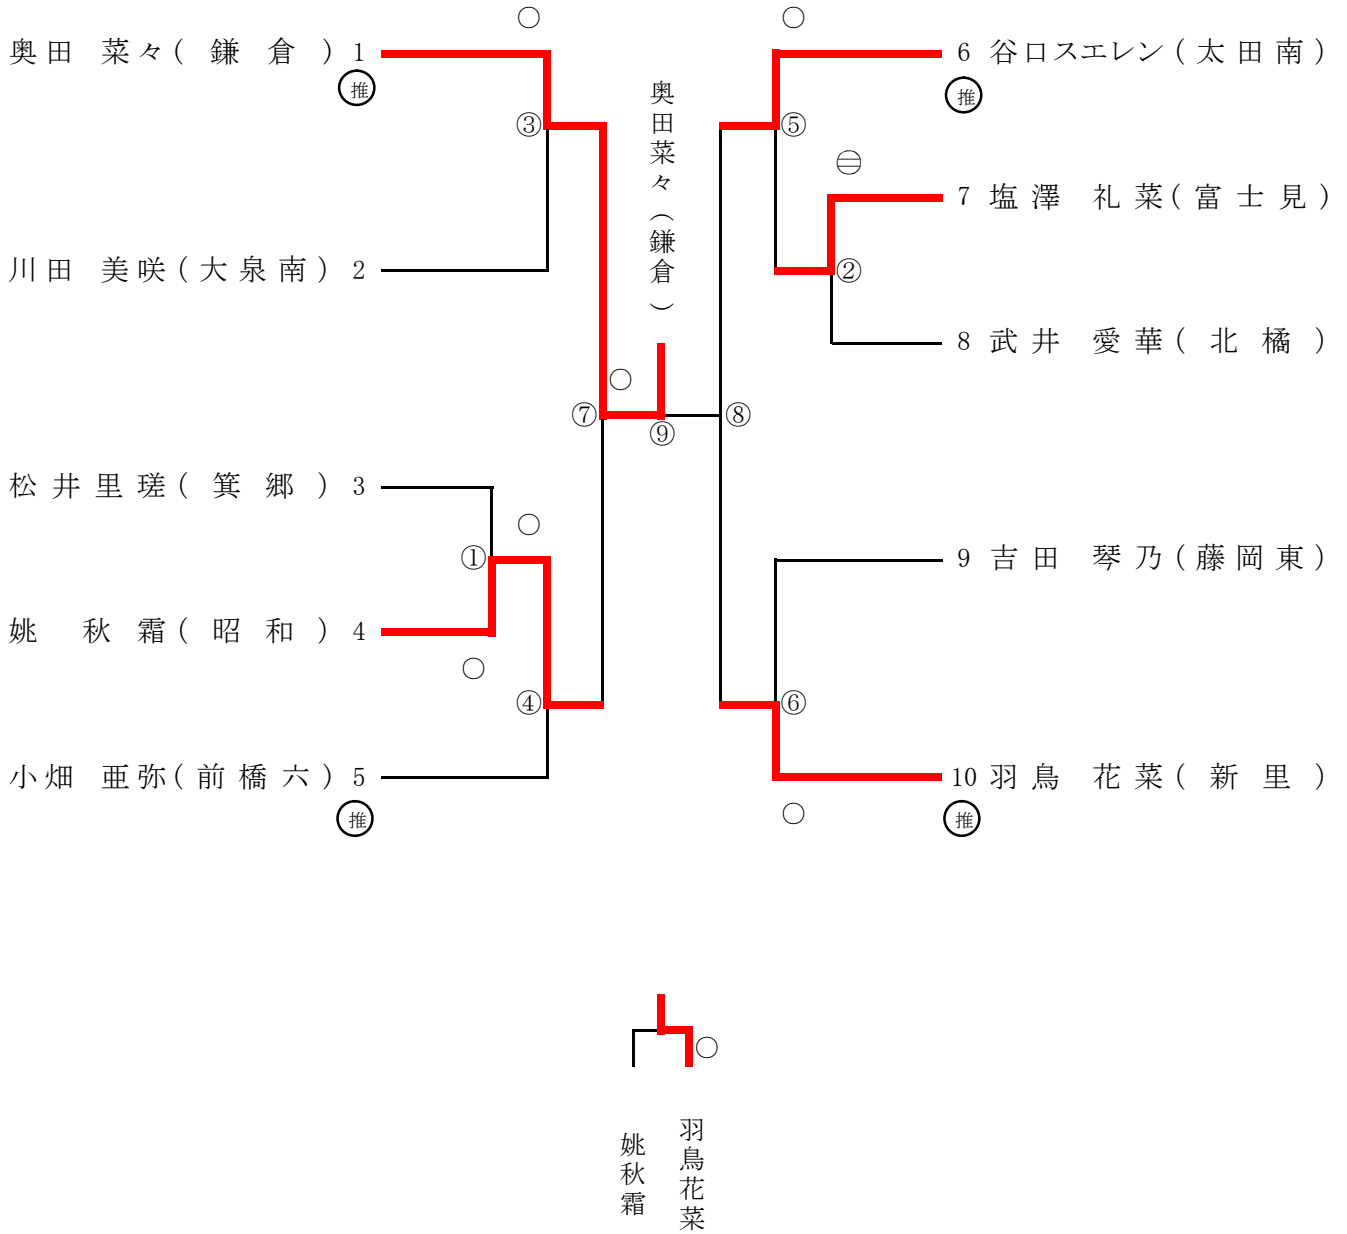 奥田 菜々(鎌倉) 1
推
川田 美咲(大泉南) 2
松井里瑳(箕郷) 3
姚 秋霜(昭和) 4
小畑 亜弥(前橋六) 5
推
○
③
①
○
○
④
⑦
○
⑨
奥田菜々(鎌倉)
⑧
○
⑤
⊖
②
⑥
○
6 谷口スエレン(太田南)
推
7 塩澤 礼菜(富士見)
8 武井 愛華(北橘)
9 吉田 琴乃(藤岡東)
10 羽鳥 花菜(新里)
推
○
姚秋霜
羽鳥花菜